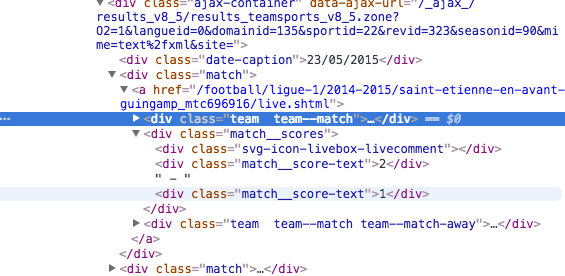 ▼<div class="ajax-container" data-ajax-url="/_ajax_/
results_v8_5/results_teamsports_v8_5.zone?
O2=1&langueid=0&domainid=135&sportid=22&revid=323&seasonid=90&mi
me=text%2fxml&site=">
<div class="date-caption">23/05/2015</div>
▼<div class="match">
▼<a href="/football/ligue-1/2014-2015/saint-etienne-en-avant-
guingamp_mtc696916/live.shtml">
… ▶<div class="team  team--match">…</div> == $0
▼<div class="match__scores">
<div class="svg-icon-livebox-livecomment"></div>
<div class="match__score-text">2</div>
" - "
<div class="match__score-text">1</div>
</div>
▶<div class="team  team--match team--match-away">…</div>
</a>
</div>
▶<div class="match">…</div>